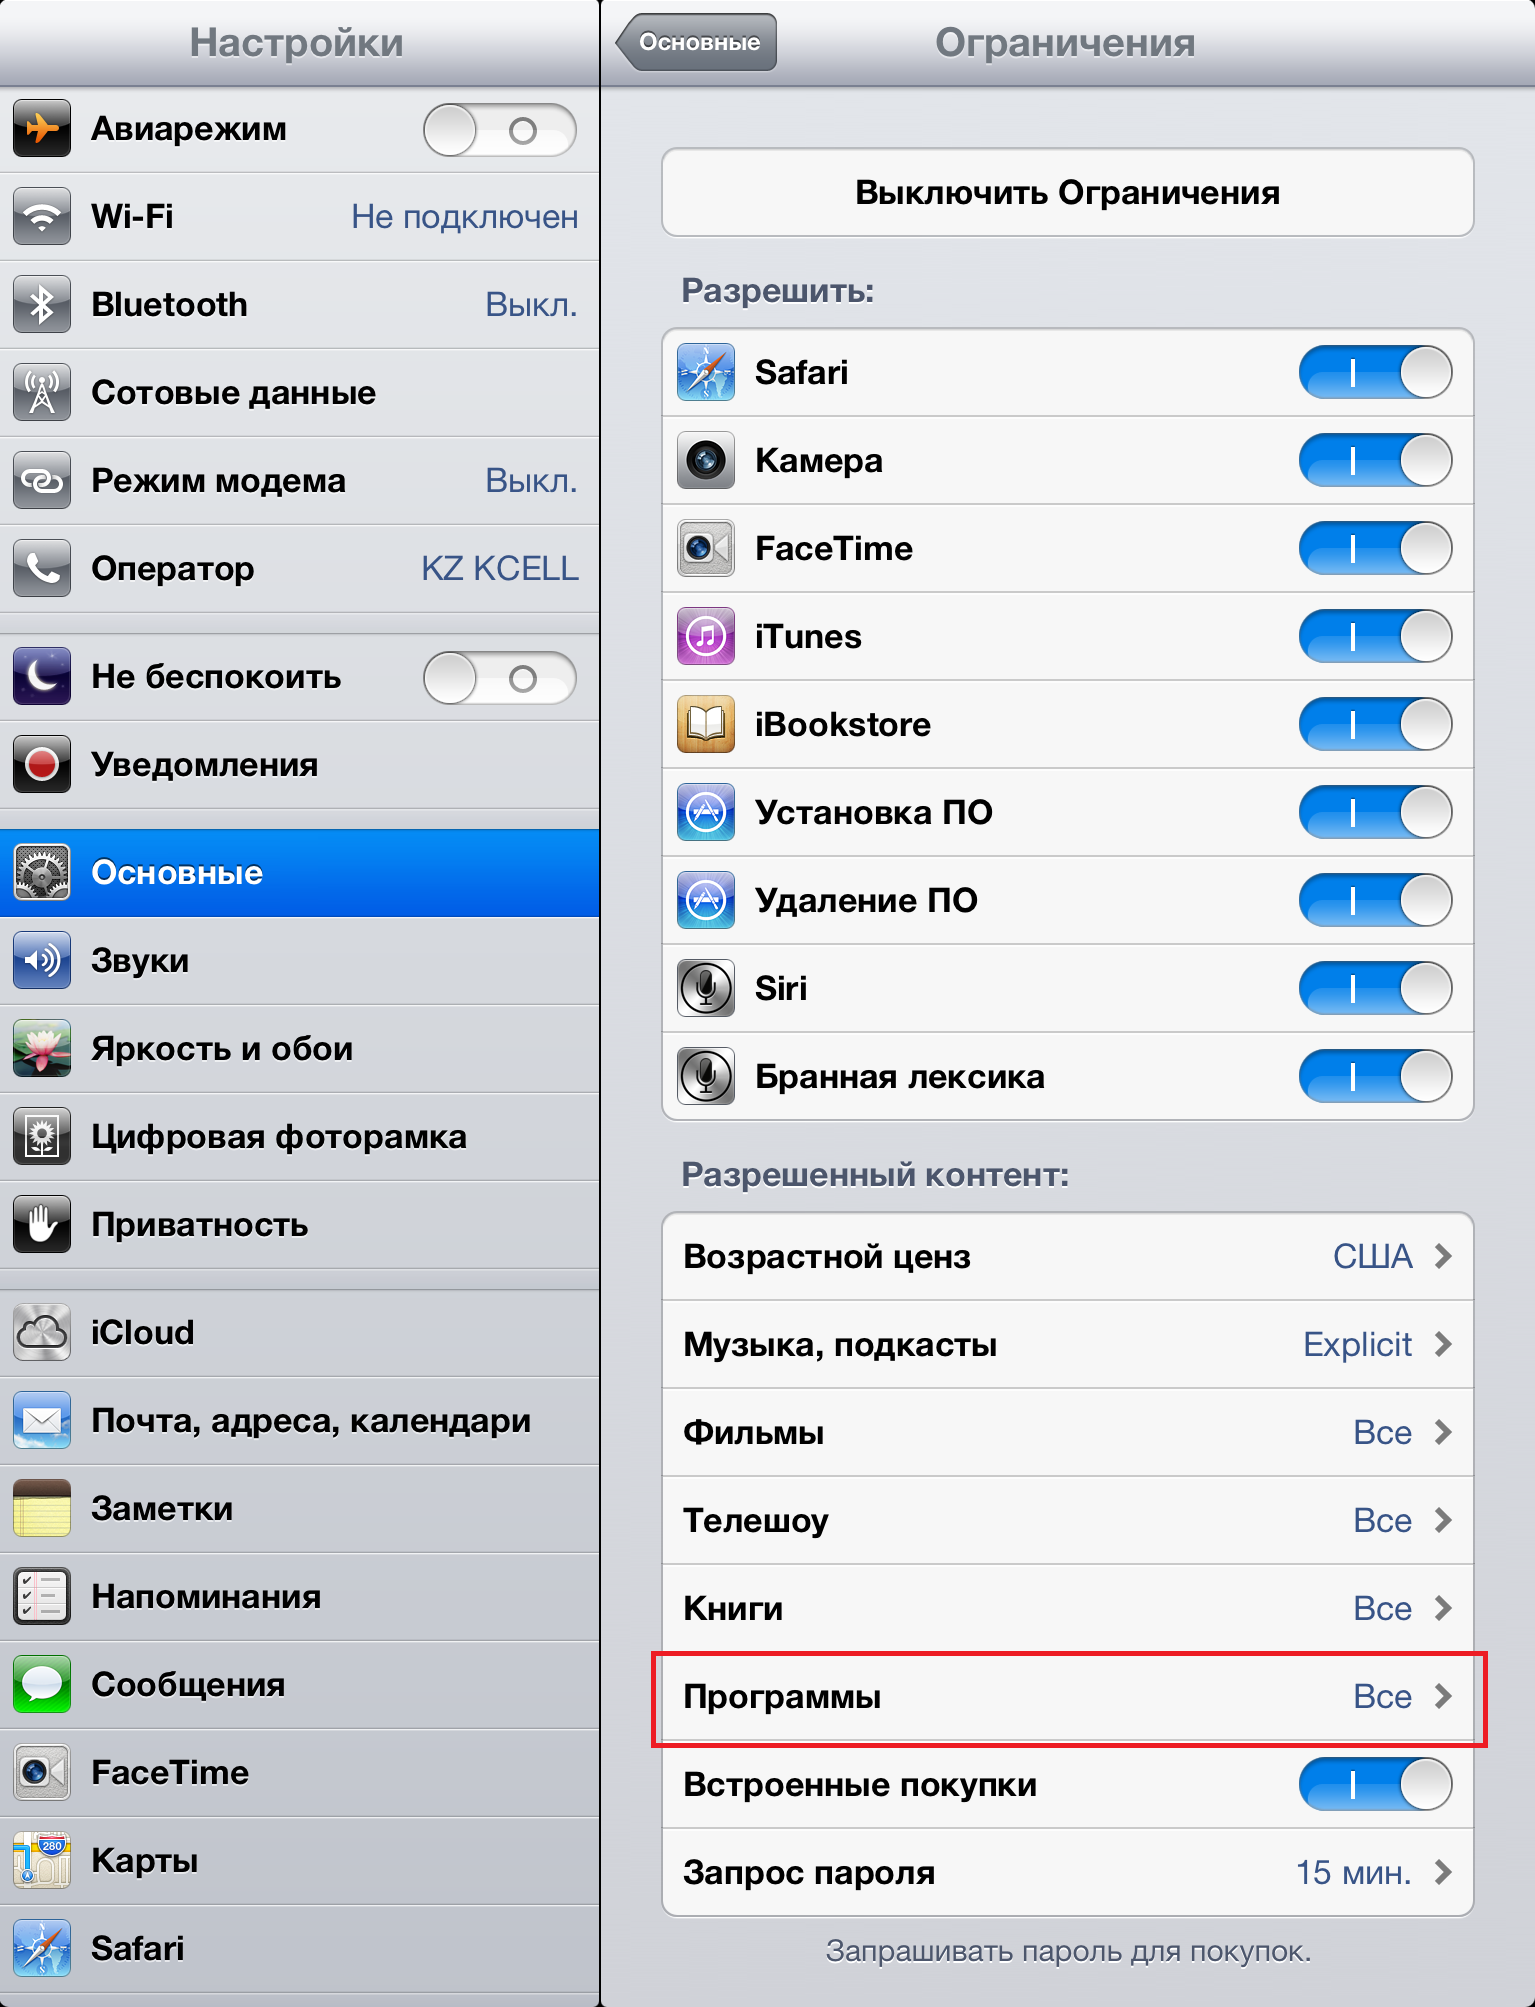 Настройки
Авиарежим
Wi-Fi Не подключен
Bluetooth Выкл.
Сотовые данные
Режим модема Выкл.
Оператор KZ KCELL
Не беспокоить
Уведомления
Основные
Звуки
Яркость и обои
Цифровая фоторамка
Приватность
iCloud
Почта, адреса, календари
Заметки
Напоминания
Сообщения
FaceTime
280
Карты
Safari
Основные
Ограничения
Выключить Ограничения
Разрешить:
Safari
Камера
FaceTime
iTunes
iBookstore
Установка ПО
Удаление ПО
Siri
Бранная лексика
Разрешенный контент:
Возрастной ценз США
Музыка, подкасты Explicit
Фильмы Все
Телешоу Все
Книги Все
Программы Все
Встроенные покупки
Запрос пароля 15 мин.
Запрашивать пароль для покупок.